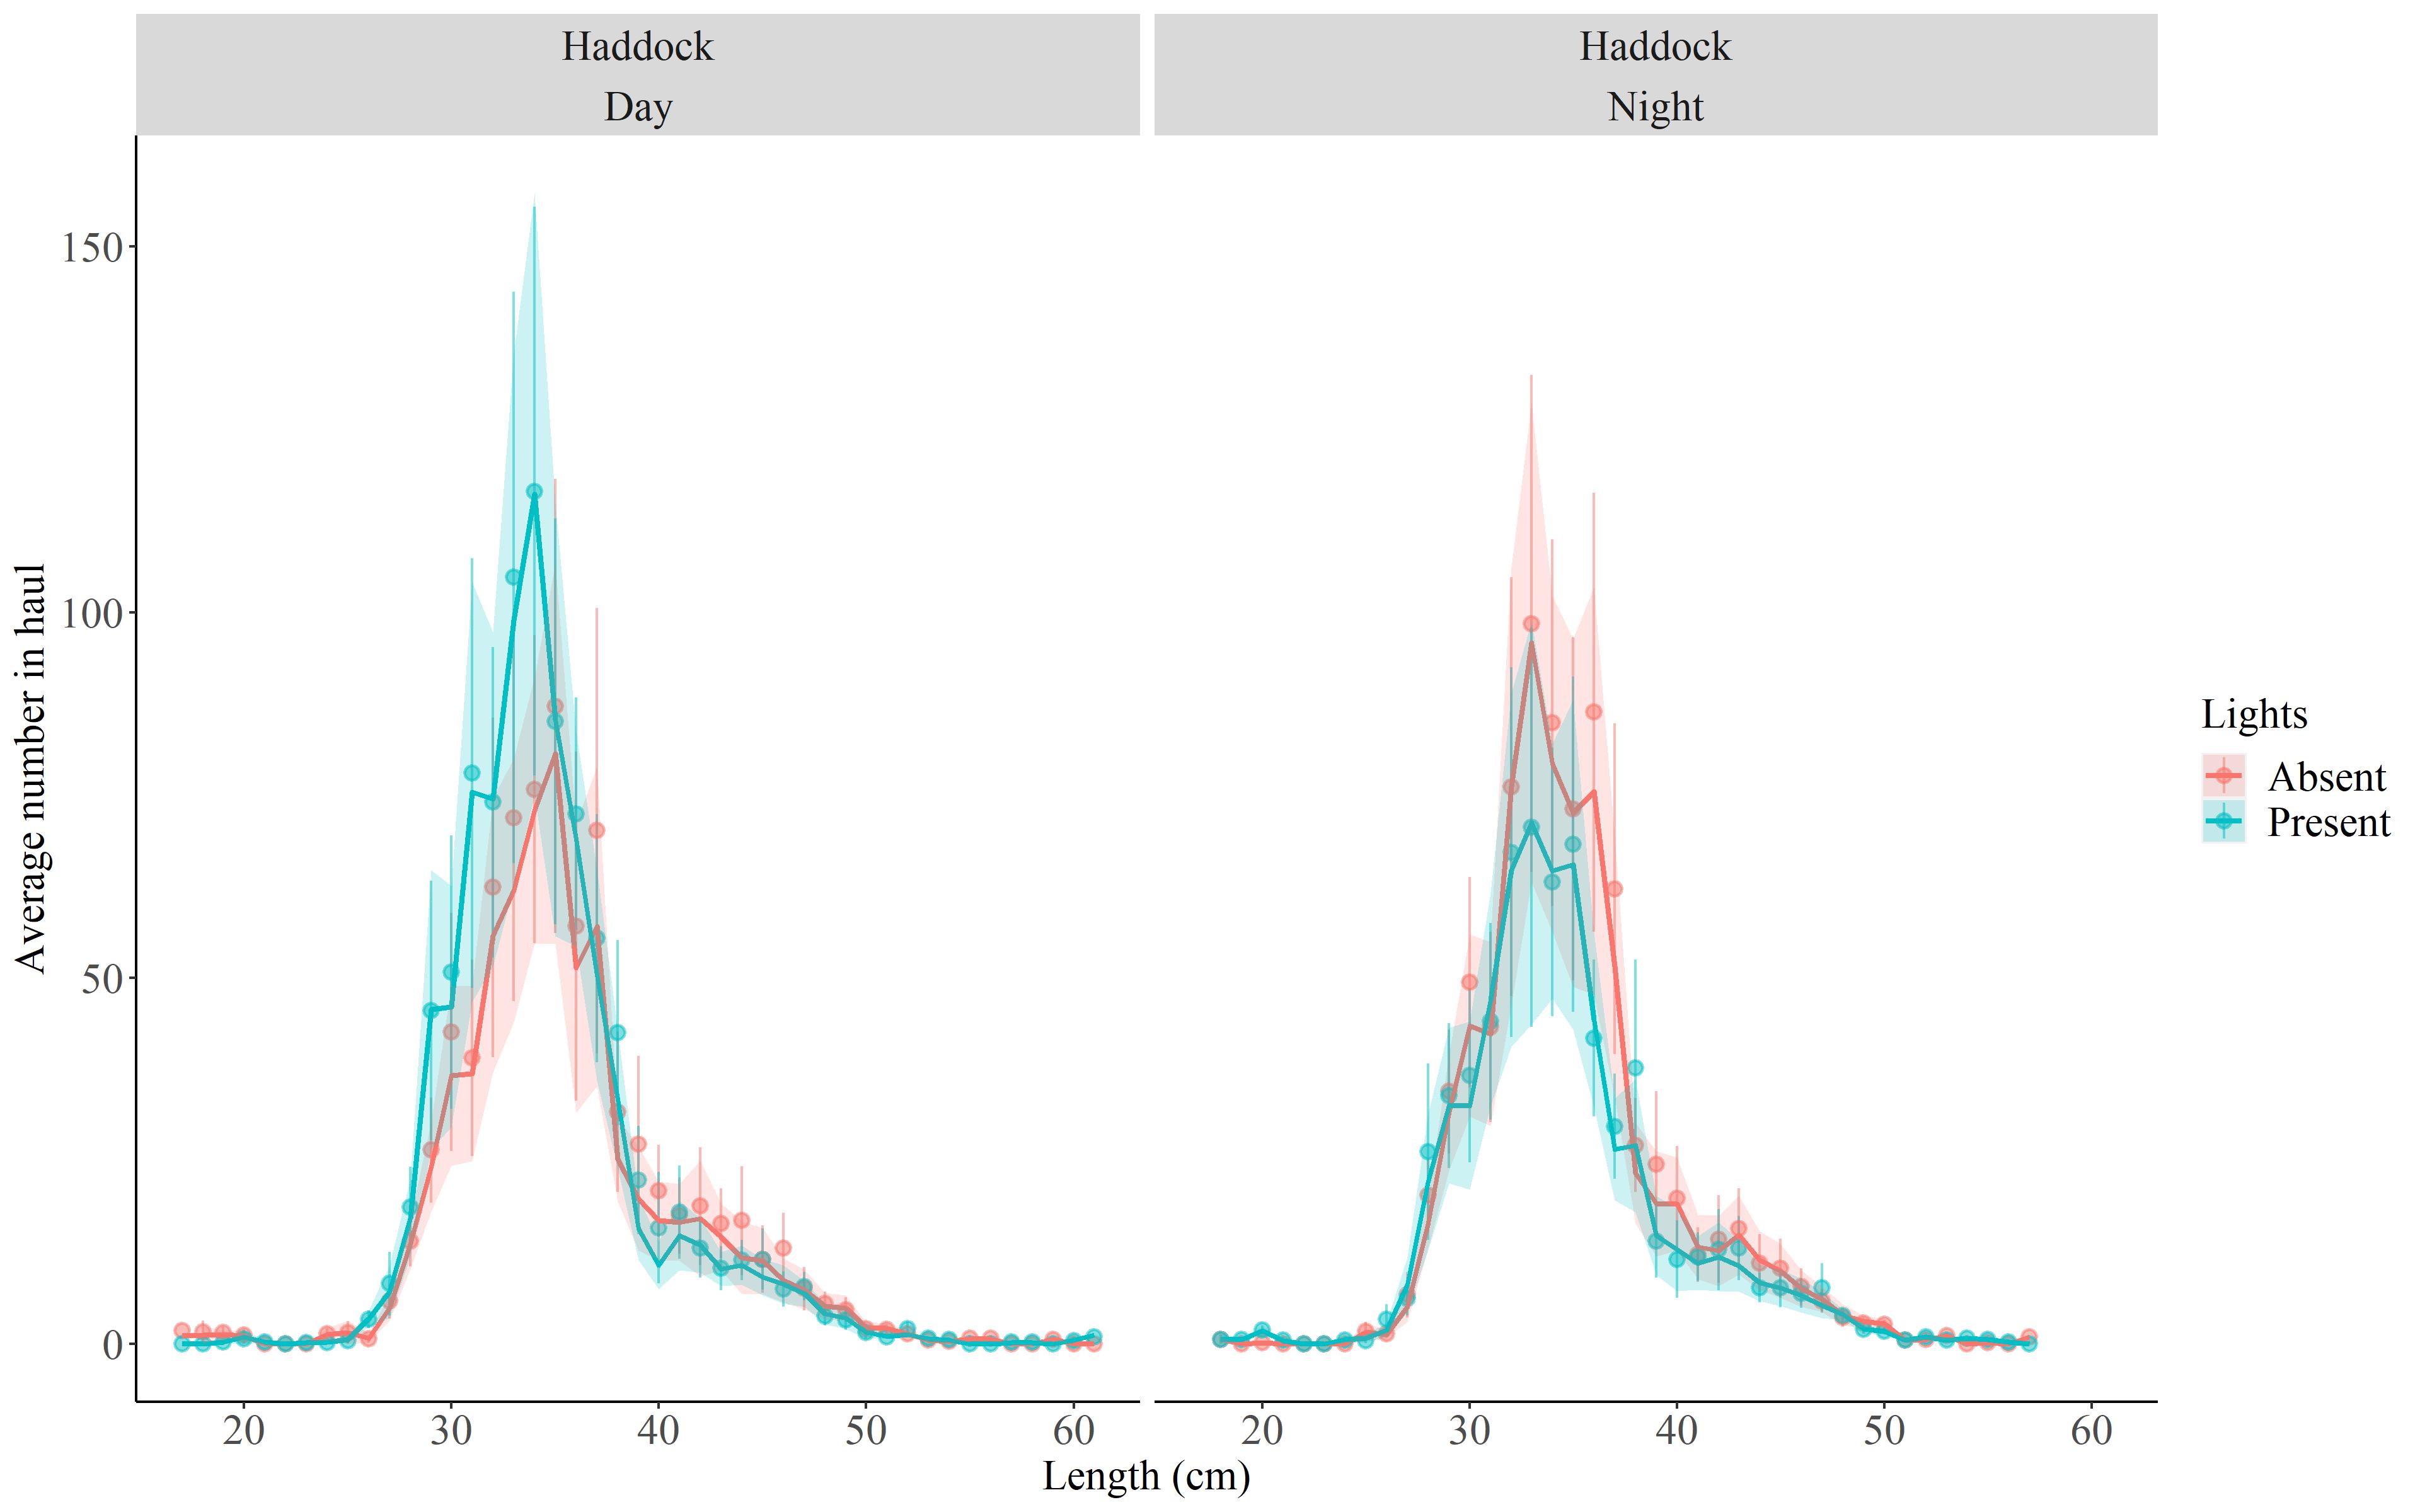 Haddock
Day
Haddock
Night
Average number in haul
150
100
50
0
20 30 40 50 60
20 30 40 50 60
Length (cm)
Lights
Absent
Present